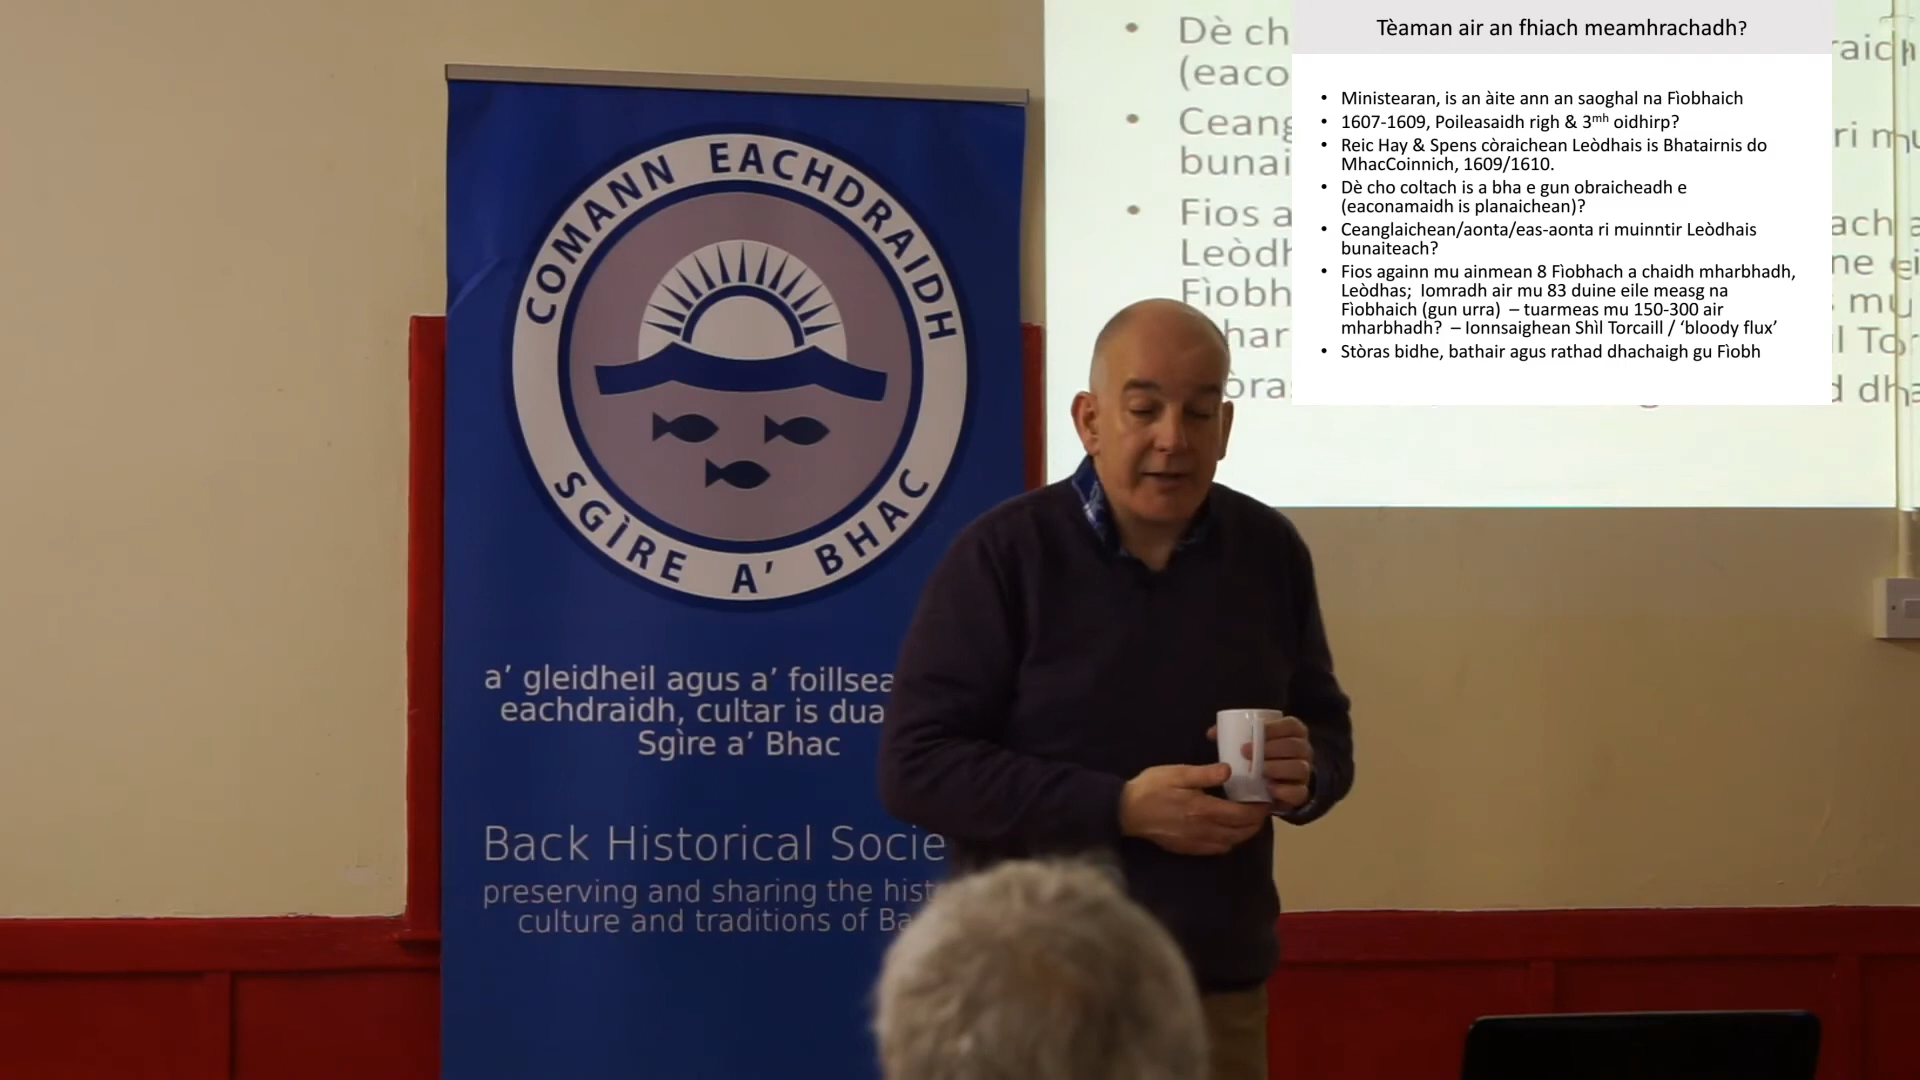 COMANN EACHDRAIDH
SGÌRE A' BHAC
a' gleidheil agus a'
eachdraidh, cultar is
Sgìre a' Bhac
Back Historical
preserving and sharing the
culture and traditions of
Tèaman air an fhiach meamhrachadh?
• Ministearan, is an àite ann an saoghal na Fìobhaich
• 1607-1609, Poileasaidh righ & 3mh oidhirp?
• Reic Hay & Spens còraichean Leòdhais is Bhatairnis do
MhacCoinnich, 1609/1610.
• Dè cho coltach is a bha e gun obraicheadh e
(eaconamaidh is planaichean)?
• Ceanglaichean/aonta/eas-aonta ri muinntir Leòdhais
bunaiteach?
• Fios againn mu ainmean 8 Fìobhach a chaidh mharbhadh,
Leòdhas; Iomradh air mu 83 duine eile measg na
Fìobhaich (gun urra) – tuarmeas mu 150-300 air
mharbhadh? – Ionnsaighean Shìl Torcaill / ‘bloody flux’
• Stòras bidhe, bathair agus rathad dhachaigh gu Fìobh
• Dè
•
• Fios